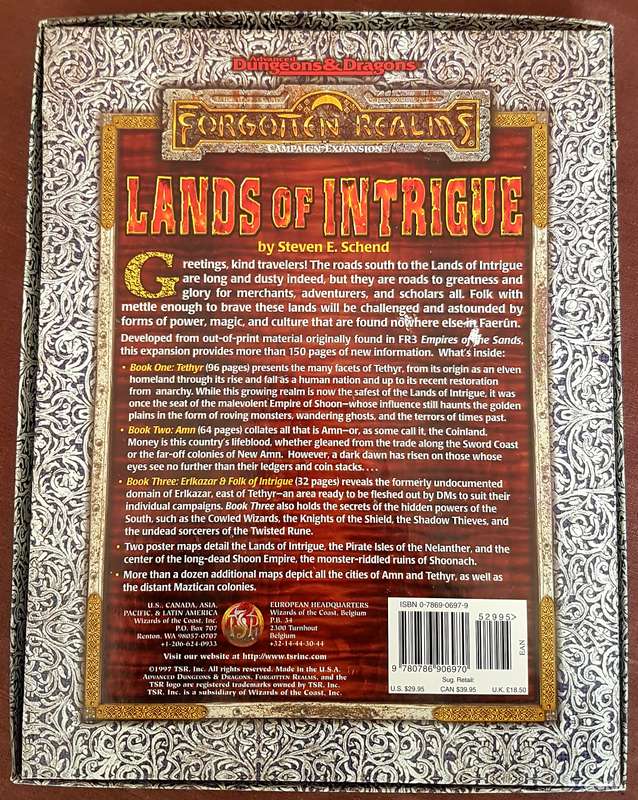 Advanced
Dungeons & Dragons
FORGOTTEN REALMS®
CAMPAIGN EXPANSION
LANDS OF INTRIGUE
by Steven E. Schend
Greetings, kind travelers! The roads south to the Lands of Intrigue
are long and dusty indeed, but they are roads to greatness and
glory for merchants, adventurers, and scholars all. Folk with
mettle enough to brave these lands will be challenged and astounded by
forms of power, magic, and culture that are found nowhere else in Faerûn.
Developed from out-of-print material originally found in FR3 Empires of the Sands,
this expansion provides more than 150 pages of new information. What's inside:
• Book One: Tethyr (96 pages) presents the many facets of Tethyr, from its origin as an elven
homeland through its rise and fall as a human nation and up to its recent restoration
from anarchy. While this growing realm is now the safest of the Lands of Intrigue, it was
once the seat of the malevolent Empire of Shoon—whose influence still haunts the golden
plains in the form of roving monsters, wandering ghosts, and the terrors of times past.
• Book Two: Amn (64 pages) collates all that is Amn—or, as some call it, the Coinland.
Money is this country's lifeblood, whether gleaned from the trade along the Sword Coast
or the far-off colonies of New Amn. However, a dark dawn has risen on those whose
eyes see no further than their ledgers and coin stacks. . . .
• Book Three: Erlkazar & Folk of Intrigue (32 pages) reveals the formerly undocumented
domain of Erlkazar, east of Tethyr—an area ready to be fleshed out by DMs to suit their
individual campaigns. Book Three also holds the secrets of the hidden powers of the
South, such as the Cowled Wizards, the Knights of the Shield, the Shadow Thieves, and
the undead sorcerers of the Twisted Rune.
• Two poster maps detail the Lands of Intrigue, the Pirate Isles of the Nelanther, and the
center of the long-dead Shoon Empire, the monster-riddled ruins of Shoonach.
• More than a dozen additional maps depict all the cities of Amn and Tethyr, as well as
the distant Maztican colonies.
U.S., CANADA, ASIA,
PACIFIC, & LATIN AMERICA
Wizards of the Coast, Inc.
P.O. Box 707
Renton, WA 98057-0707
+1-206-624-0933
TSR
EUROPEAN HEADQUARTERS
Wizards of the Coast, Belgium
P.B. 34
2300 Turnhout
Belgium
+32-14-44-30-44
Visit our website at http://www.tsrinc.com
©1997 TSR, Inc. All rights reserved. Made in the U.S.A.
ADVANCED DUNGEONS & DRAGONS, FORGOTTEN REALMS, and the
TSR logo are registered trademarks owned by TSR, Inc.
TSR, Inc. is a subsidiary of Wizards of the Coast, Inc.
ISBN 0-7869-0697-9
52995>
9 780786 906970
EAN
Sug. Retail:
U.S. $29.95 CAN $39.95 U.K. £18.50